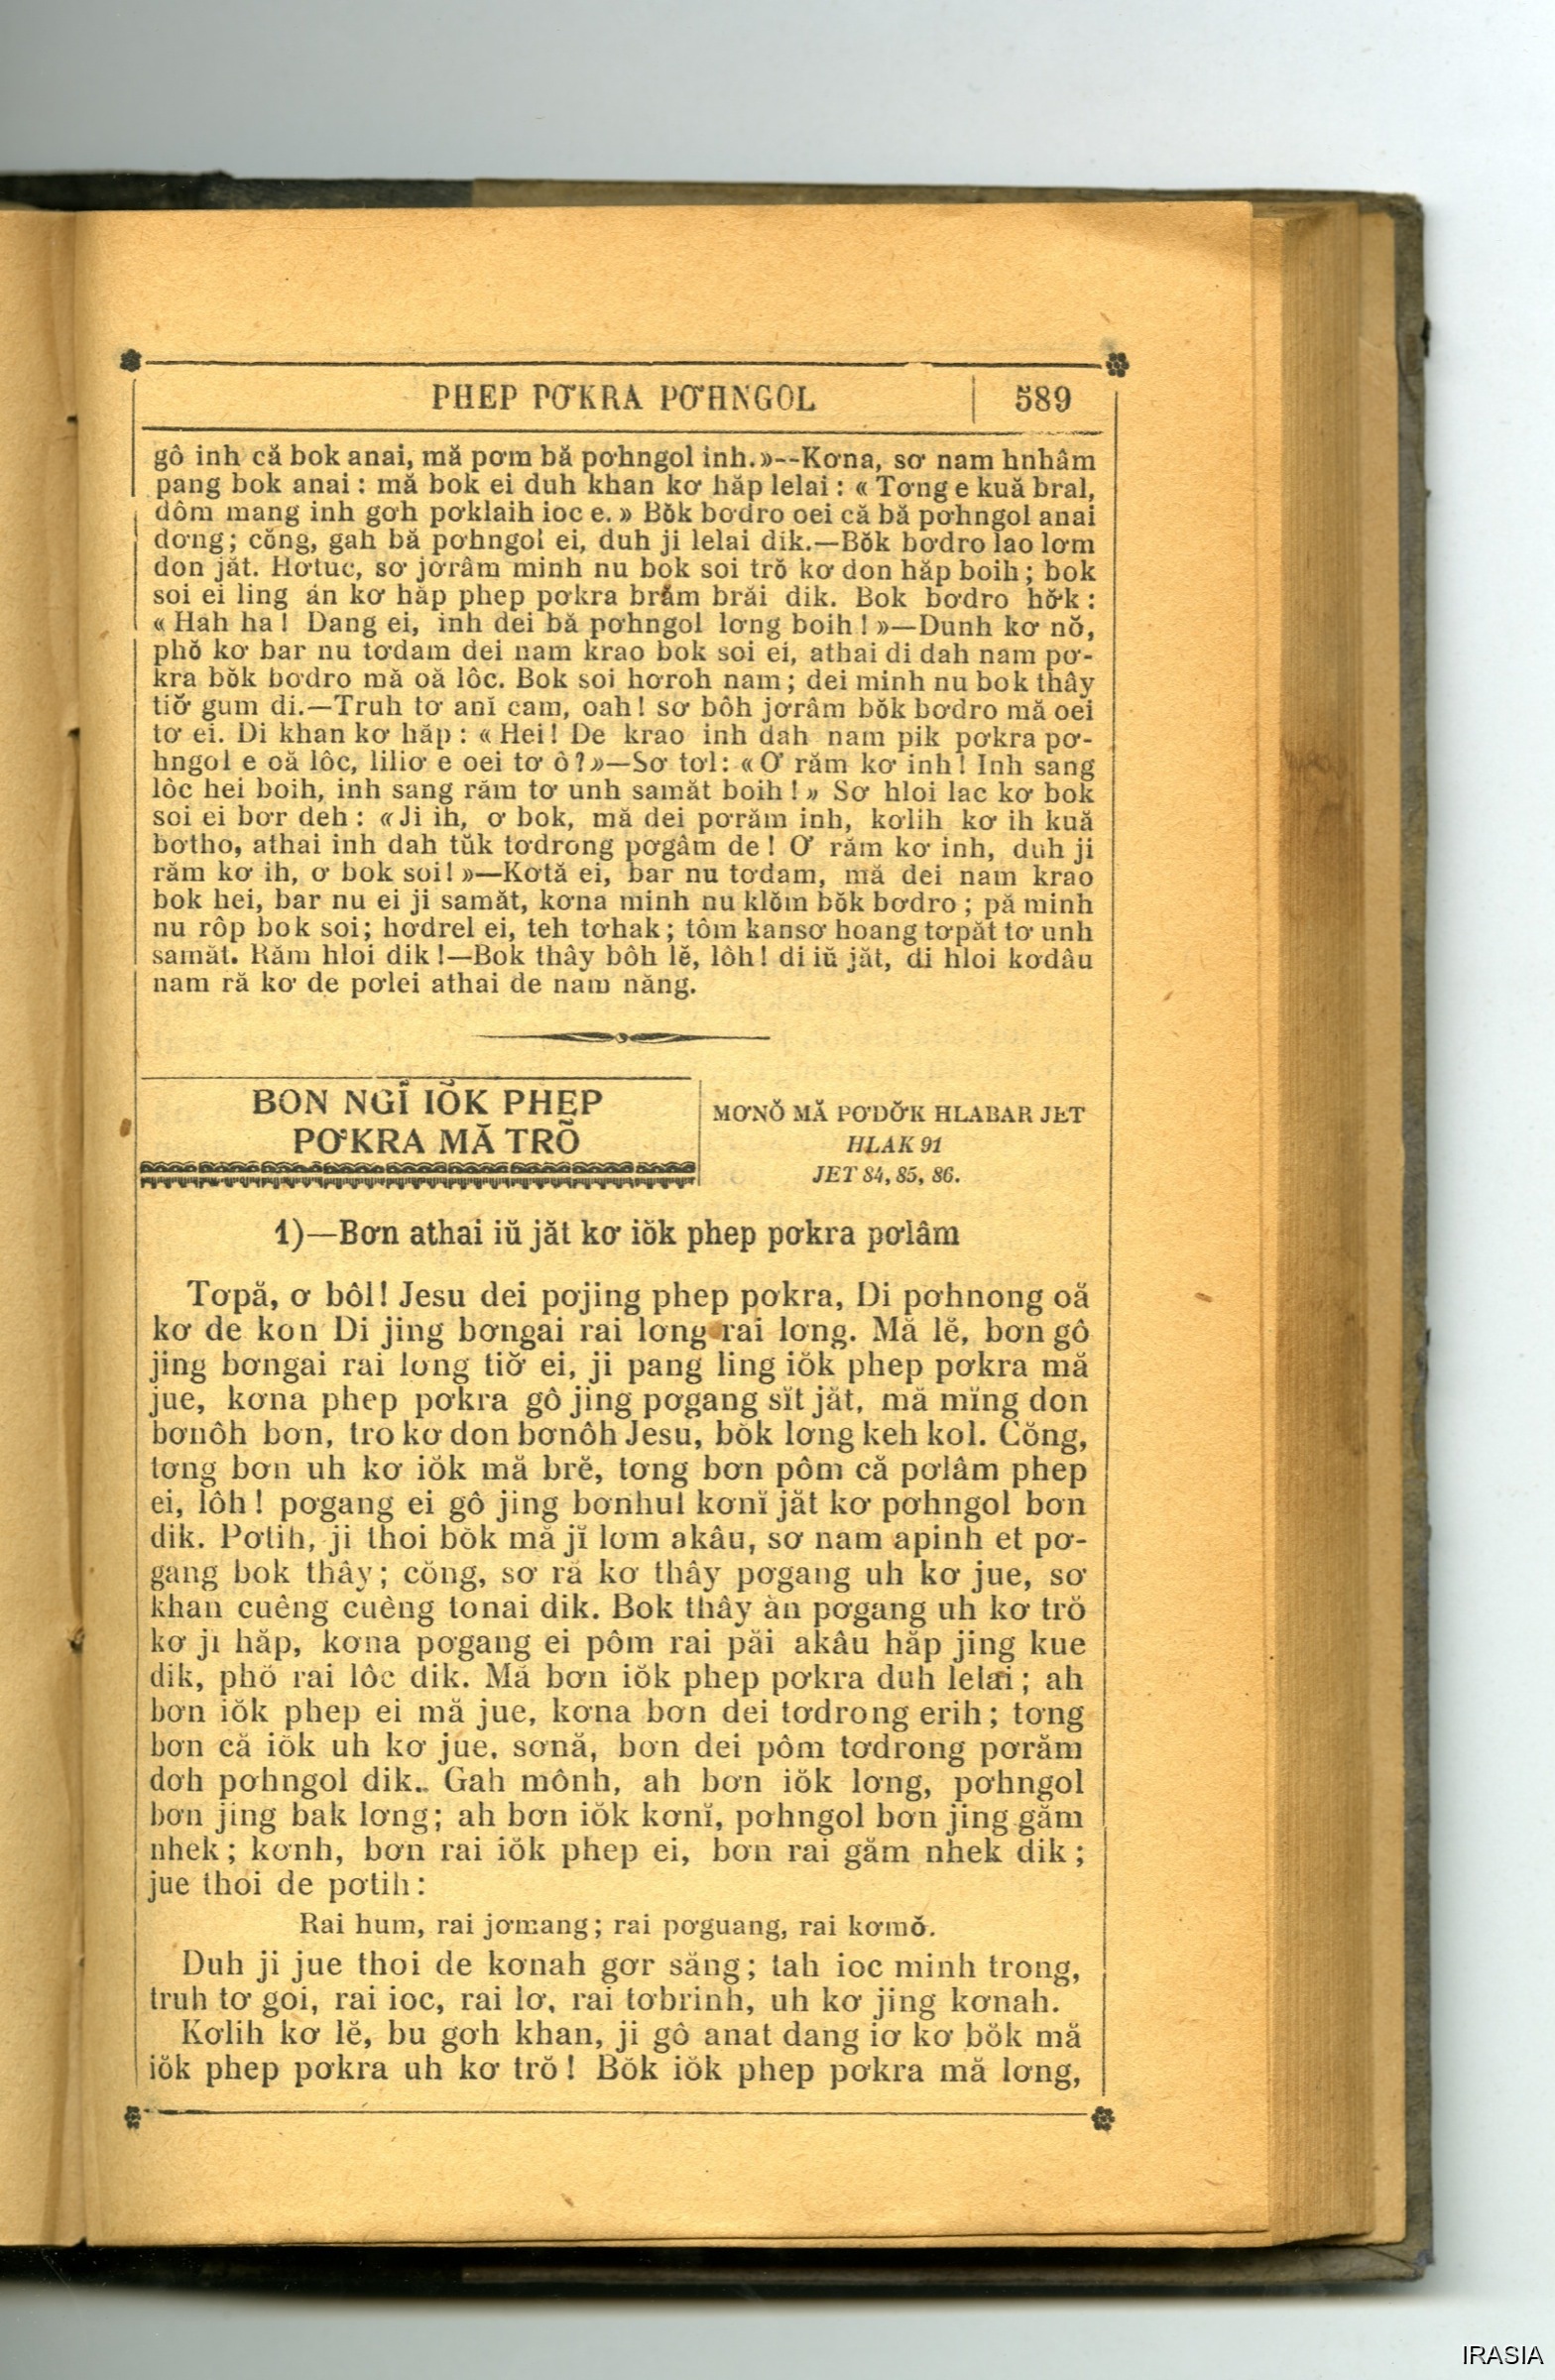 PHEP PƠKRA PƠHNGOL
589
gô inh că bok anai, mă pơm bă pơhngol inh.»--Kơna, sơ nam hnhâm
pang bok anai : mă bok ei duh khan kơ hăp lelai : « Tơng e kuă bral,
dôm mang inh gơh pơklaih ioc e. » Bŏk bơdro oei că bă pơhngol anai
dơng; cŏng, gah bă pơhngol ei, duh ji lelai dik.—Bŏk bơdro lao lơm
don jăt. Hơtuc, sơ jơrâm minh nu bok soi trŏ kơ don hăp boih; bok
soi ei ling án kơ hăp phep pơkra brăm brăi dik. Bok bơdro hơ̆k :
« Hah ha ! Dang ei, inh dei bă pơhngol lơng boih ! »—Dunh kơ nŏ,
phŏ kơ bar nu tơdam dei nam krao bok soi ei, athai di dah nam pơ-
kra bŏk bơdro mă oă lôc. Bok soi hơroh nam; dei minh nu bok thây
tiơ̆ gum di.—Truh tơ anĭ cam, oah! sơ bôh jơrâm bŏk bơdro mă oei
tơ ei. Di khan kơ hăp : « Hei! De krao inh dah nam pik pơkra pơ-
hngol e oă lôc, liliơ e oei tơ ô?»—Sơ tơl: « Ơ răm kơ inh! Inh sang
lôc hei boih, inh sang răm tơ unh samăt boih ! » Sơ hloi lac kơ bok
soi ei bơr deh : « Ji ih, ơ bok, mă dei pơrăm inh, kơlih kơ ih kuă
bơtho, athai inh dah tŭk tơdrong pơgâm de ! Ơ răm kơ inh, duh ji
răm kơ ih, ơ bok soi! »—Kơtă ei, bar nu tơdam, mă dei nam krao
bok hei, bar nu ei ji samăt, kơna minh nu klŏm bŏk bơdro ; pă minh
nu rôp bok soi; hơdrel ei, teh tơhak; tôm kansơ hoang tơpăt tơ unh
samăt. Răm hloi dik !—Bok thây bôh lĕ, lôh! di iŭ jăt, di hloi kơdâu
nam ră kơ de pơlei athai de nam năng.
BƠN NGĬ IŎK PHEP
PƠKRA MĂ TRŎ
MƠNŎ MĂ PƠDƠ̆K HLABAR JET
HLAK 91
JET 84, 85, 86.
1)—Bơn athai iŭ jăt kơ iŏk phep pơkra pơlâm
Tơpă, ơ bôl! Jesu dei pơjing phep pơkra, Di pơhnong oă
kơ de kon Di jing bơngai rai lơng rai lơng. Mă lĕ, bơn gô
jing bơngai rai lơng tiơ̆ ei, ji pang ling iŏk phep pơkra mă
jue, kơna phep pơkra gô jing pơgang sĭt jăt, mă mĭng don
bơnôh bơn, tro kơ don bơnôh Jesu, bŏk lơng keh kol. Cŏng,
tơng bơn uh kơ iŏk mă brĕ, tơng bơn pôm că pơlâm phep
ei, lôh ! pơgang ei gô jing bơnhul kơnĭ jăt kơ pơhngol bơn
dik. Pơtih, ji thoi bŏk mă jĭ lơm akâu, sơ nam apinh et pơ-
gang bok thây; cŏng, sơ ră kơ thây pơgang uh kơ jue, sơ
khan cuêng cuêng tonai dik. Bok thây ăn pơgang uh kơ trŏ
kơ ji hăp, kơna pơgang ei pôm rai păi akâu hăp jing kue
dik, phŏ rai lôc dik. Mă bơn iŏk phep pơkra duh lelai ; ah
bơn iŏk phep ei mă jue, kơna bơn dei tơdrong erih; tơng
bơn că iŏk uh kơ jue, sơnă, bơn dei pôm tơdrong pơrăm
dơh pơhngol dik. Gah mônh, ah bơn iŏk lơng, pơhngol
bơn jing bak lơng; ah bơn iŏk kơnĭ, pơhngol bơn jing găm
nhek ; kơnh, bơn rai iŏk phep ei, bơn rai găm nhek dik ;
jue thoi de pơtih :
Rai hum, rai jơmang; rai pơguang, rai kơmŏ.
Duh ji jue thoi de kơnah gơr săng; tah ioc minh trong,
truh tơ goi, rai ioc, rai lơ, rai tơbrinh, uh kơ jing kơnah.
Kơlih kơ lĕ, bu gơh khan, ji gô anat dang iơ kơ bŏk mă
iŏk phep pơkra uh kơ trŏ ! Bŏk iŏk phep pơkra mă lơng,
IRASIA